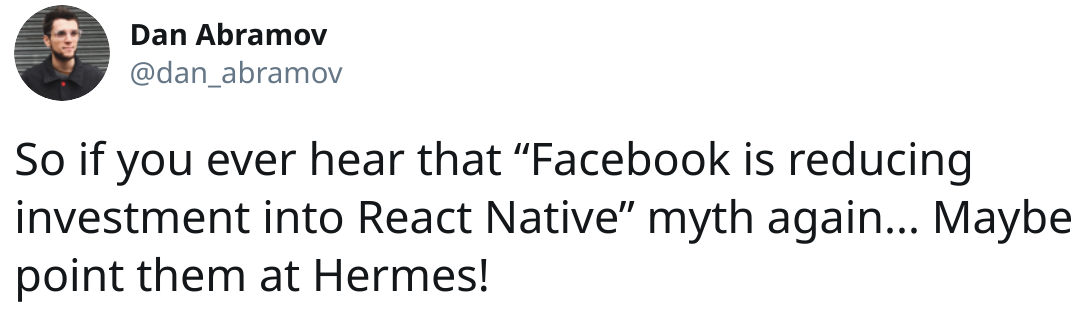 Dan Abramov
@dan_abramov
So if you ever hear that “Facebook is reducing
investment into React Native” myth again... Maybe
point them at Hermes!